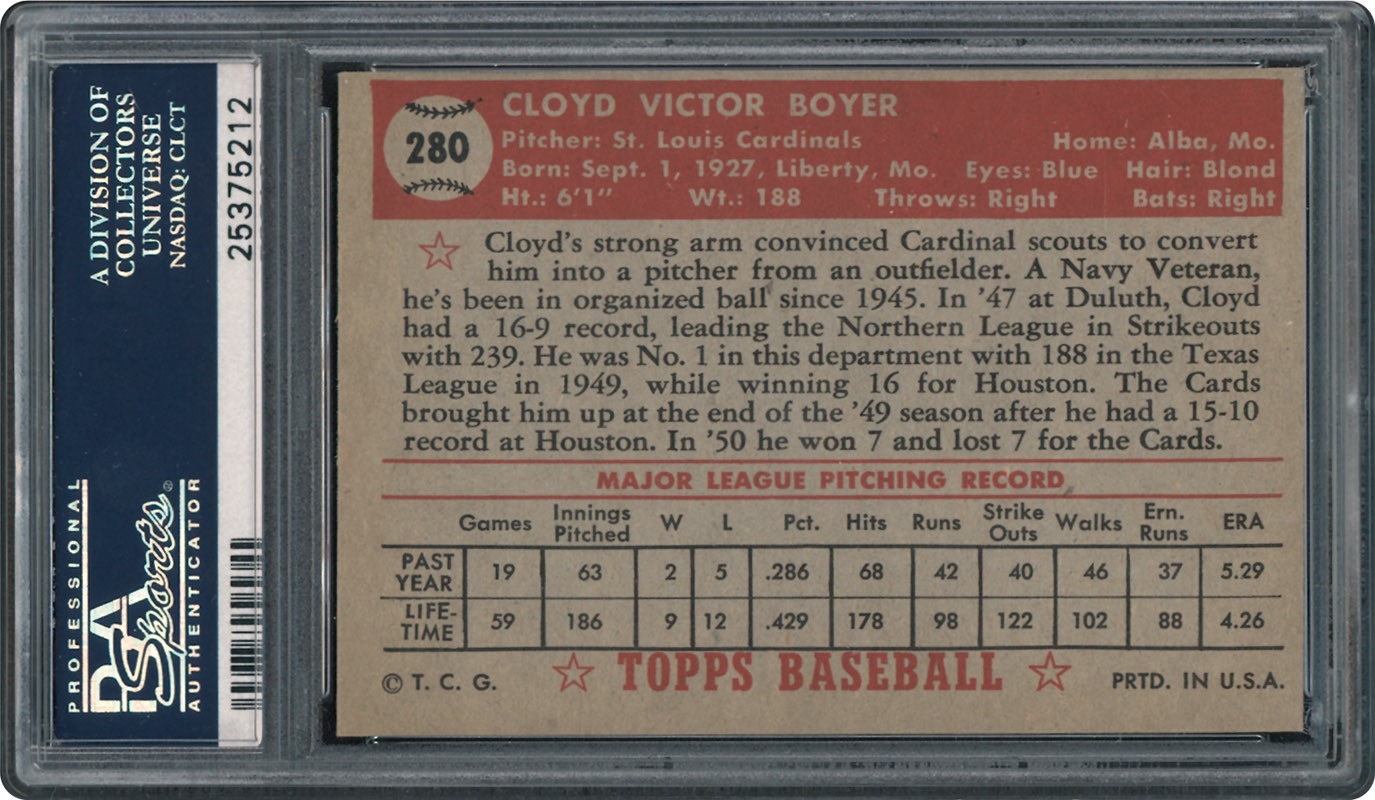 A DIVISION OF
COLLECTORS
UNIVERSE
NASDAQ: CLCT
25375212
PROFESSIONAL
PSA
Sports®
AUTHENTICATOR
280
CLOYD VICTOR BOYER
Pitcher: St. Louis Cardinals Home: Alba, Mo.
Born: Sept. 1, 1927, Liberty, Mo. Eyes: Blue Hair: Blond
Ht.: 6'1" Wt.: 188 Throws: Right Bats: Right
Cloyd's strong arm convinced Cardinal scouts to convert
him into a pitcher from an outfielder. A Navy Veteran,
he's been in organized ball since 1945. In '47 at Duluth, Cloyd
had a 16-9 record, leading the Northern League in Strikeouts
with 239. He was No. 1 in this department with 188 in the Texas
League in 1949, while winning 16 for Houston. The Cards
brought him up at the end of the '49 season after he had a 15-10
record at Houston. In '50 he won 7 and lost 7 for the Cards.
MAJOR LEAGUE PITCHING RECORD
Games Innings Pitched W L Pct. Hits Runs Strike Outs Walks Ern. Runs ERA
PAST YEAR 19 63 2 5 .286 68 42 40 46 37 5.29
LIFE-TIME 59 186 9 12 .429 178 98 122 102 88 4.26
© T. C. G. TOPPS BASEBALL PRTD. IN U.S.A.